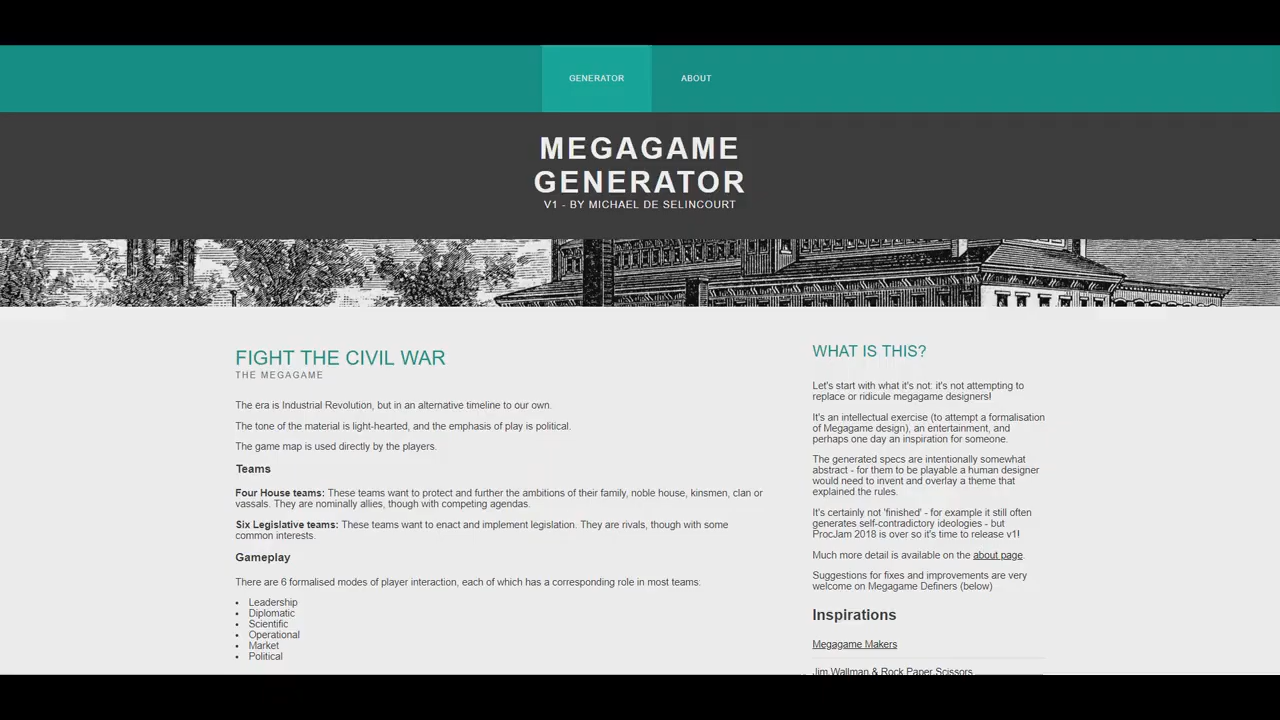 GENERATOR
ABOUT
MEGAGAME
GENERATOR
V1 - BY MICHAEL DE SELINCOURT
FIGHT THE CIVIL WAR
THE MEGAGAME
The era is Industrial Revolution, but in an alternative timeline to our own.
The tone of the material is light-hearted, and the emphasis of play is political.
The game map is used directly by the players.
Teams
Four House teams: These teams want to protect and further the ambitions of their family, noble house, kinsmen, clan or
vassals. They are nominally allies, though with competing agendas.
Six Legislative teams: These teams want to enact and implement legislation. They are rivals, though with some
common interests.
Gameplay
There are 6 formalised modes of player interaction, each of which has a corresponding role in most teams:
• Leadership
• Diplomatic
• Scientific
• Operational
• Market
• Political
WHAT IS THIS?
Let's start with what it's not: it's not attempting to
replace or ridicule megagame designers!
It's an intellectual exercise (to attempt a formalisation
of Megagame design), an entertainment, and
perhaps one day an inspiration for someone.
The generated specs are intentionally somewhat
abstract - for them to be playable a human designer
would need to invent and overlay a theme that
explained the rules.
It's certainly not 'finished' - for example it still often
generates self-contradictory ideologies - but
ProcJam 2018 is over so it's time to release v1!
Much more detail is available on the about page.
Suggestions for fixes and improvements are very
welcome on Megagame Definers (below)
Inspirations
Megagame Makers
Jim Wallman & Rock Paper Scissors